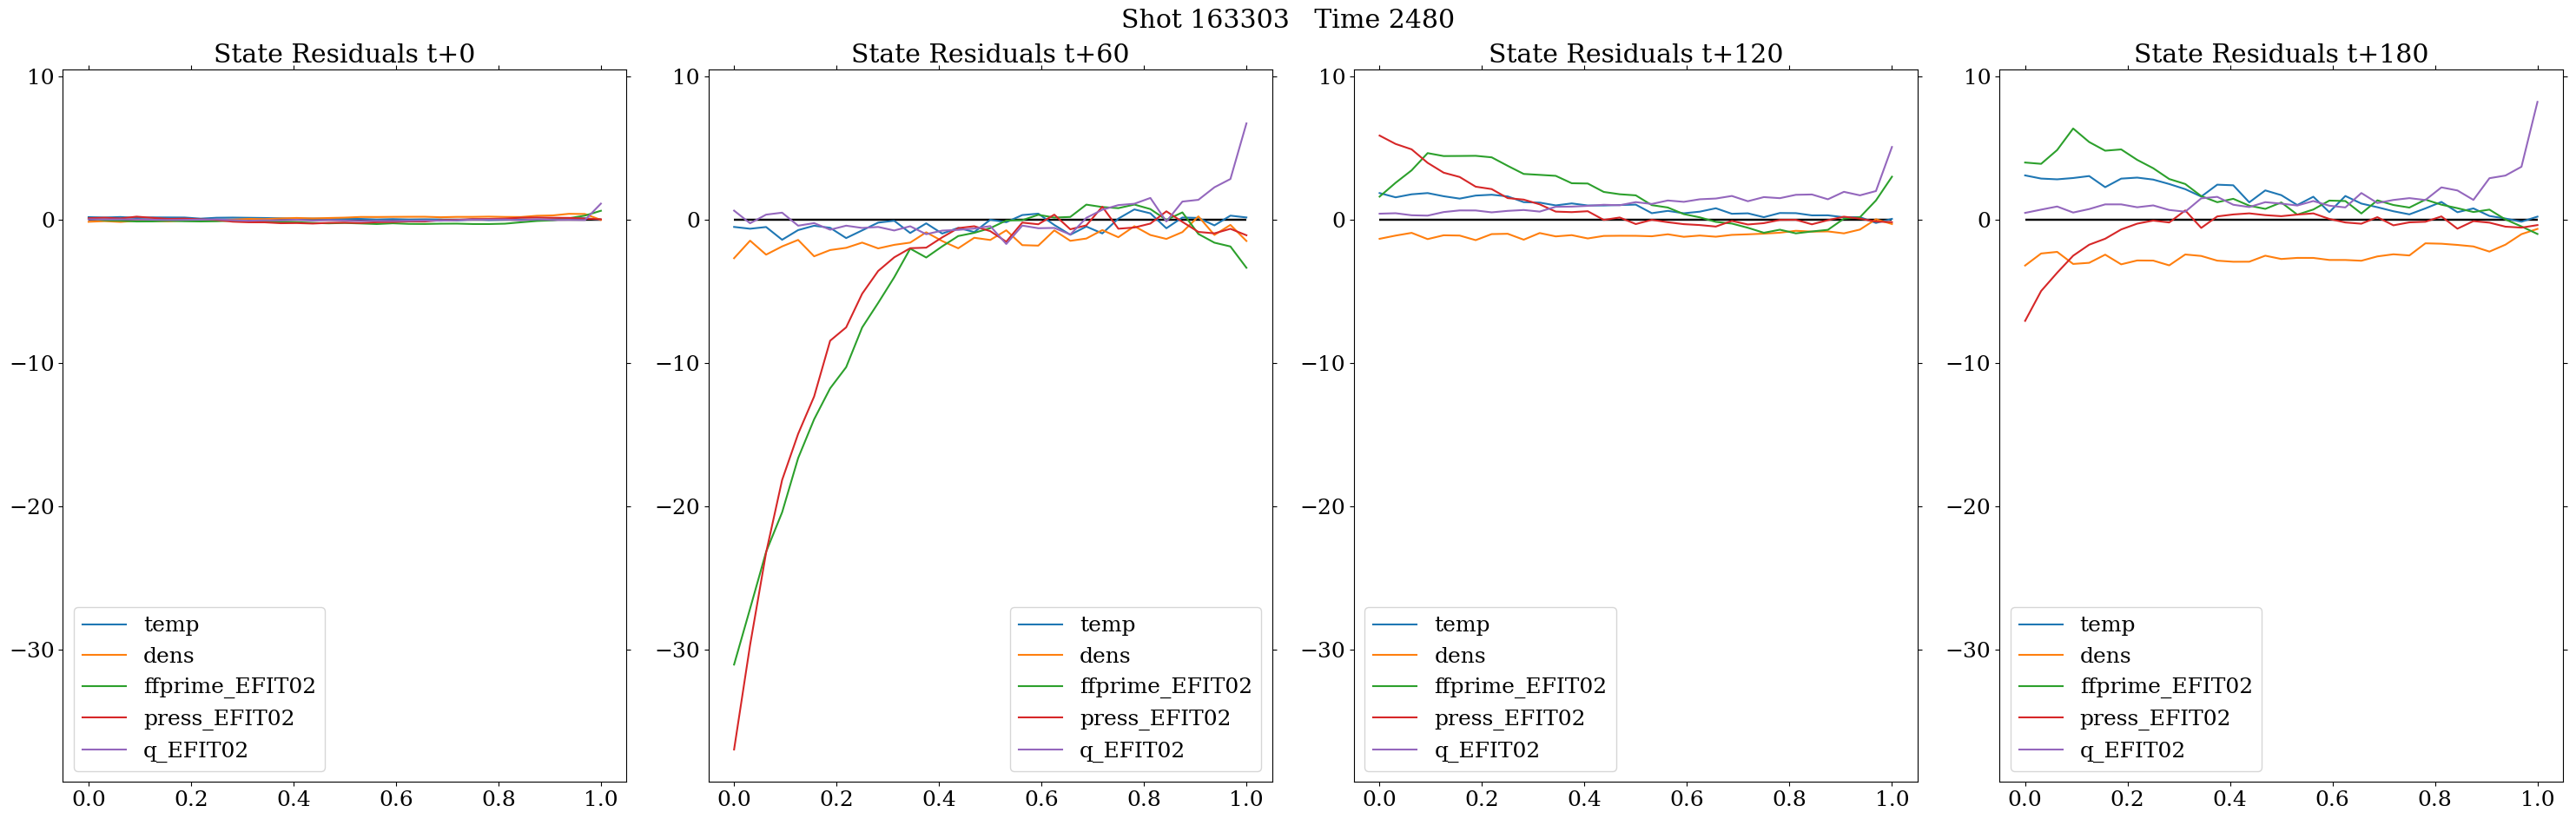 Shot 163303   Time 2480
State Residuals t+0
10
0
−10
−20
−30
temp
dens
ffprime_EFIT02
press_EFIT02
q_EFIT02
0.0 0.2 0.4 0.6 0.8 1.0
State Residuals t+60
10
0
−10
−20
−30
temp
dens
ffprime_EFIT02
press_EFIT02
q_EFIT02
0.0 0.2 0.4 0.6 0.8 1.0
State Residuals t+120
10
0
−10
−20
−30
temp
dens
ffprime_EFIT02
press_EFIT02
q_EFIT02
0.0 0.2 0.4 0.6 0.8 1.0
State Residuals t+180
10
0
−10
−20
−30
temp
dens
ffprime_EFIT02
press_EFIT02
q_EFIT02
0.0 0.2 0.4 0.6 0.8 1.0